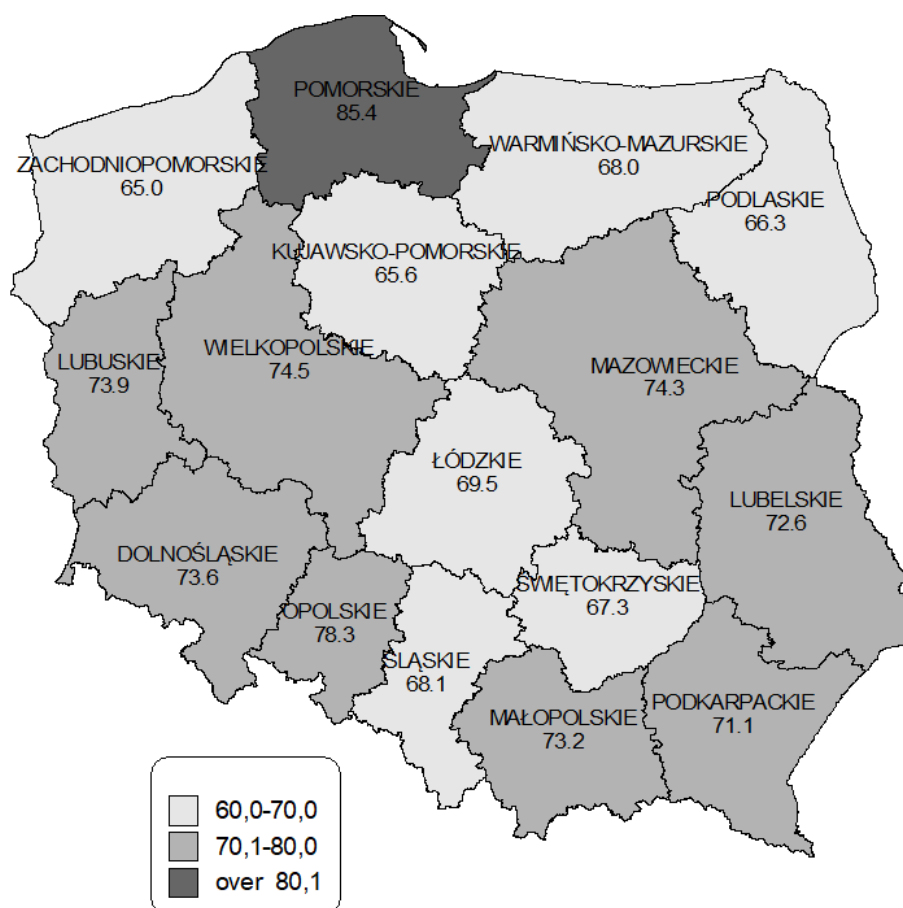 POMORSKIE
85.4
WARMIŃSKO-MAZURSKIE
68.0
ZACHODNIOPOMORSKIE
65.0
PODLASKIE
66.3
KUJAWSKO-POMORSKIE
65.6
WIELKOPOLSKIE
74.5
LUBUSKIE
73.9
MAZOWIECKIE
74.3
ŁÓDZKIE
69.5
LUBELSKIE
72.6
DOLNOŚLĄSKIE
73.6
ŚWIĘTOKRZYSKIE
67.3
OPOLSKIE
78.3
ŚLĄSKIE
68.1
PODKARPACKIE
71.1
MAŁOPOLSKIE
73.2
60,0-70,0
70,1-80,0
over 80,1